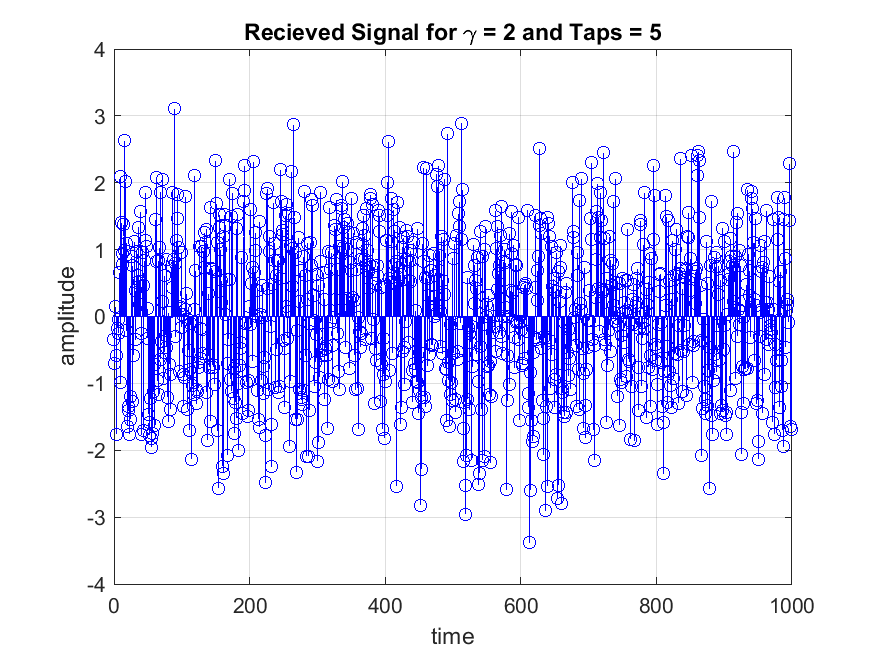 Recieved Signal for γ = 2 and Taps = 5
4
3
2
1
0
-1
-2
-3
-4
amplitude
0 200 400 600 800 1000
time